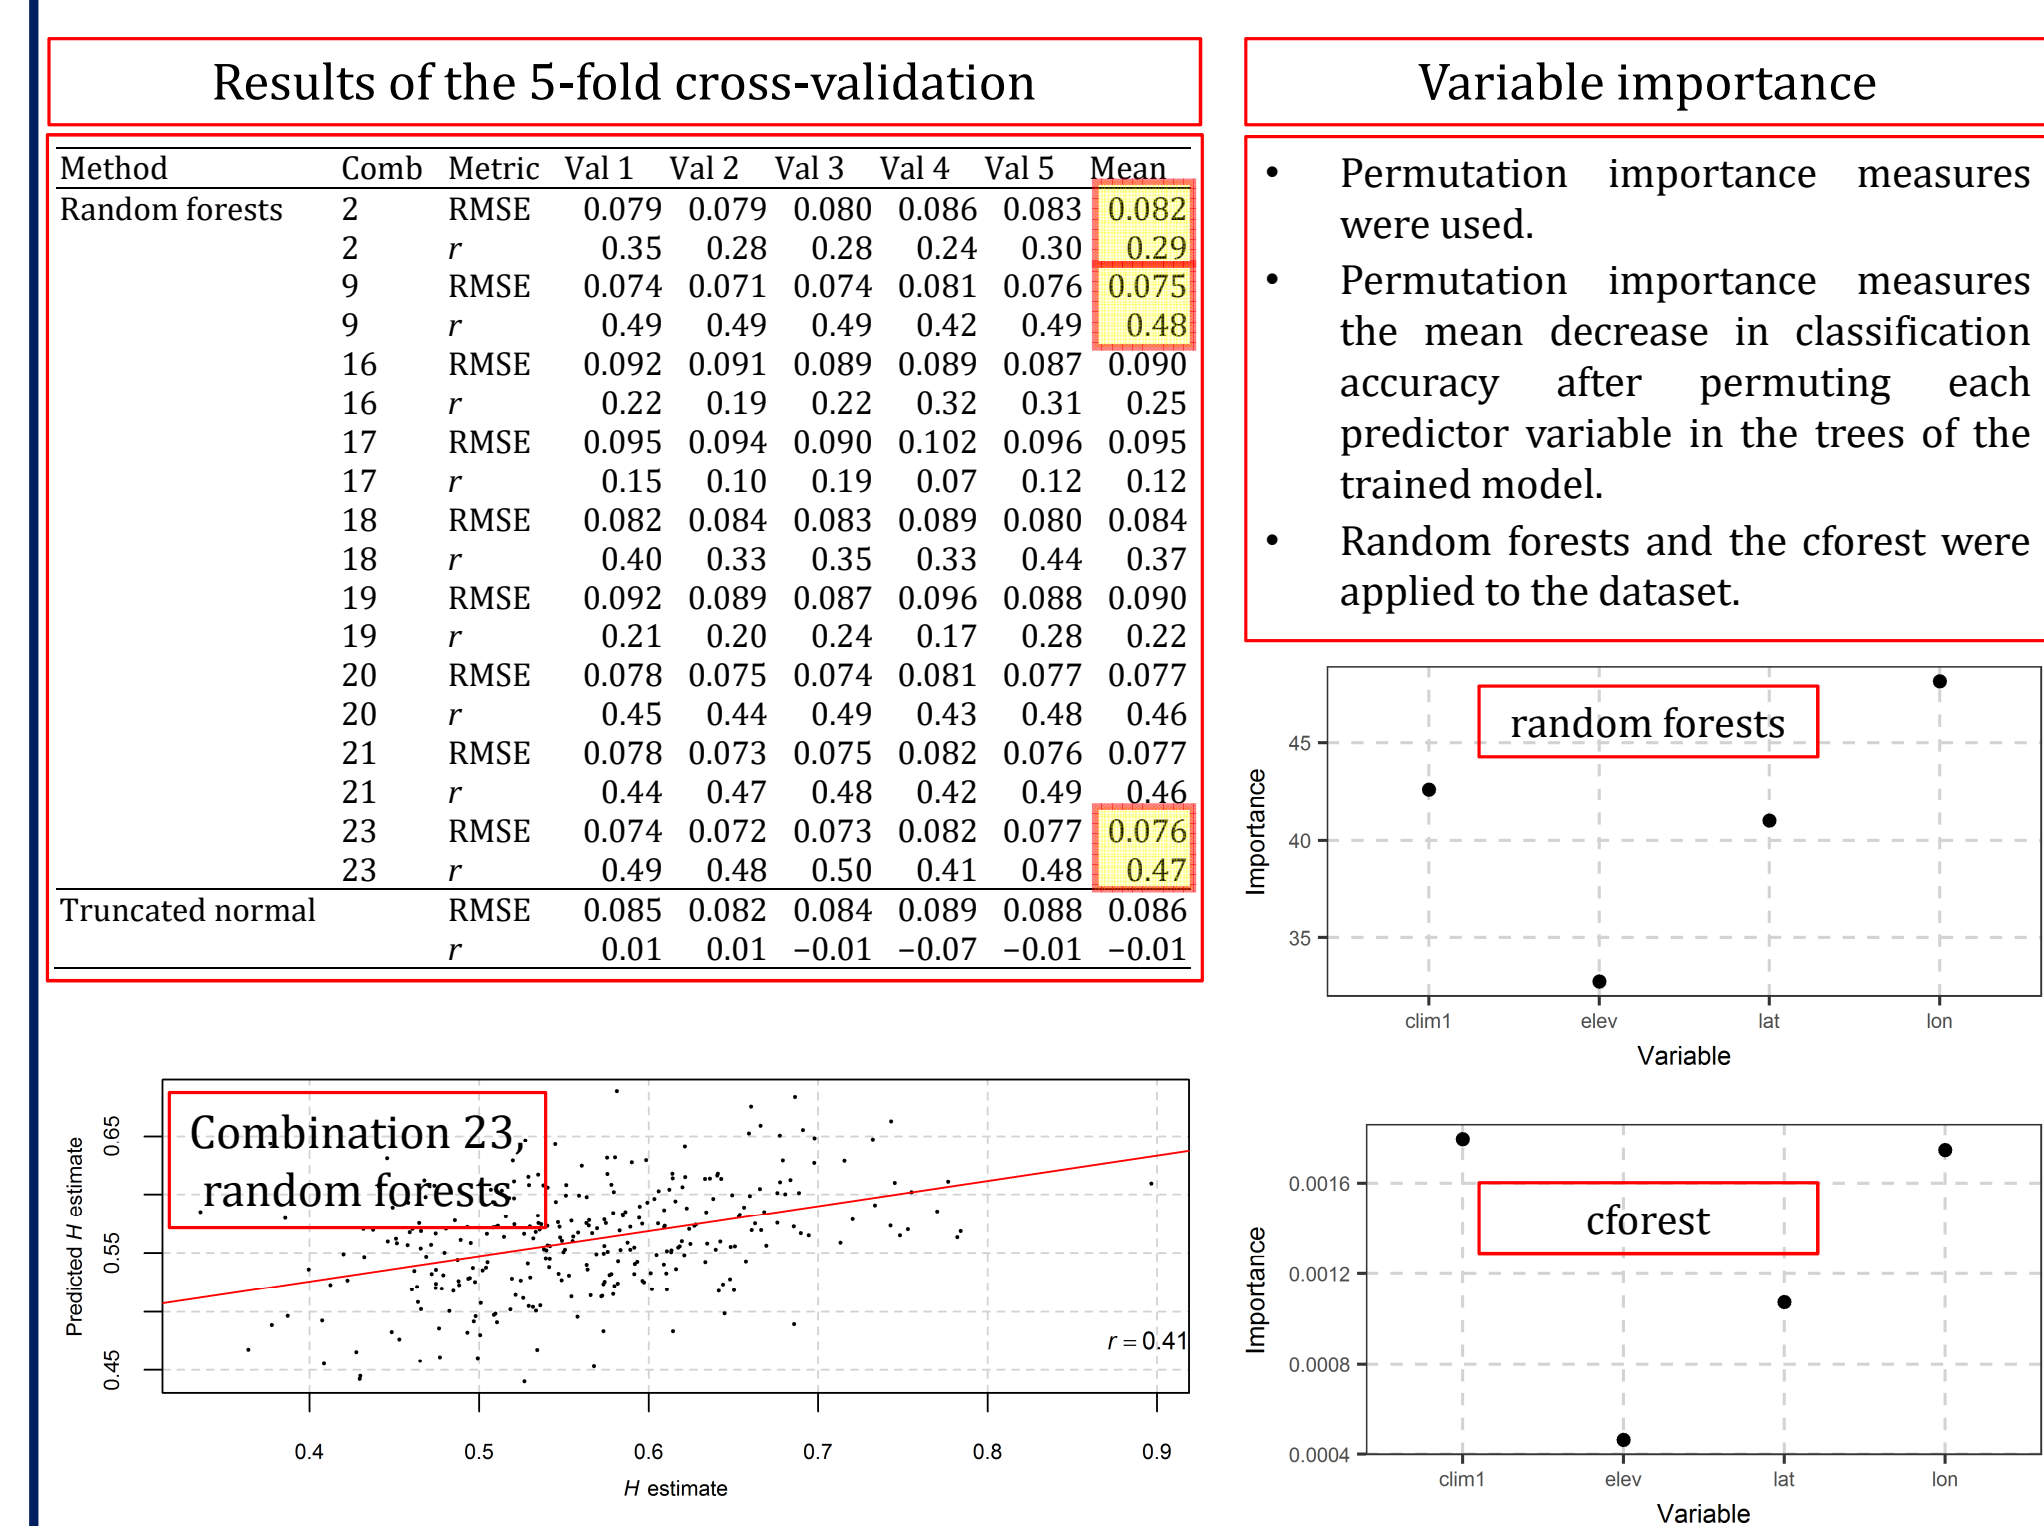 Results of the 5-fold cross-validation
Method Comb Metric Val 1 Val 2 Val 3 Val 4 Val 5 Mean
Random forests 2 RMSE 0.079 0.079 0.080 0.086 0.083 0.082
2 r 0.35 0.28 0.28 0.24 0.30 0.29
9 RMSE 0.074 0.071 0.074 0.081 0.076 0.075
9 r 0.49 0.49 0.49 0.42 0.49 0.48
16 RMSE 0.092 0.091 0.089 0.089 0.087 0.090
16 r 0.22 0.19 0.22 0.32 0.31 0.25
17 RMSE 0.095 0.094 0.090 0.102 0.096 0.095
17 r 0.15 0.10 0.19 0.07 0.12 0.12
18 RMSE 0.082 0.084 0.083 0.089 0.080 0.084
18 r 0.40 0.33 0.35 0.33 0.44 0.37
19 RMSE 0.092 0.089 0.087 0.096 0.088 0.090
19 r 0.21 0.20 0.24 0.17 0.28 0.22
20 RMSE 0.078 0.075 0.074 0.081 0.077 0.077
20 r 0.45 0.44 0.49 0.43 0.48 0.46
21 RMSE 0.078 0.073 0.075 0.082 0.076 0.077
21 r 0.44 0.47 0.48 0.42 0.49 0.46
23 RMSE 0.074 0.072 0.073 0.082 0.077 0.076
23 r 0.49 0.48 0.50 0.41 0.48 0.47
Truncated normal RMSE 0.085 0.082 0.084 0.089 0.088 0.086
r 0.01 0.01 −0.01 −0.07 −0.01 −0.01
Combination 23,
random forests
Predicted H estimate
0.65
0.55
0.45
r = 0.41
0.4 0.5 0.6 0.7 0.8 0.9
H estimate
Variable importance
• Permutation importance measures
were used.
• Permutation importance measures
the mean decrease in classification
accuracy after permuting each
predictor variable in the trees of the
trained model.
• Random forests and the cforest were
applied to the dataset.
random forests
Importance
45
40
35
clim1 elev lat lon
Variable
cforest
Importance
0.0016
0.0012
0.0008
0.0004
clim1 elev lat lon
Variable